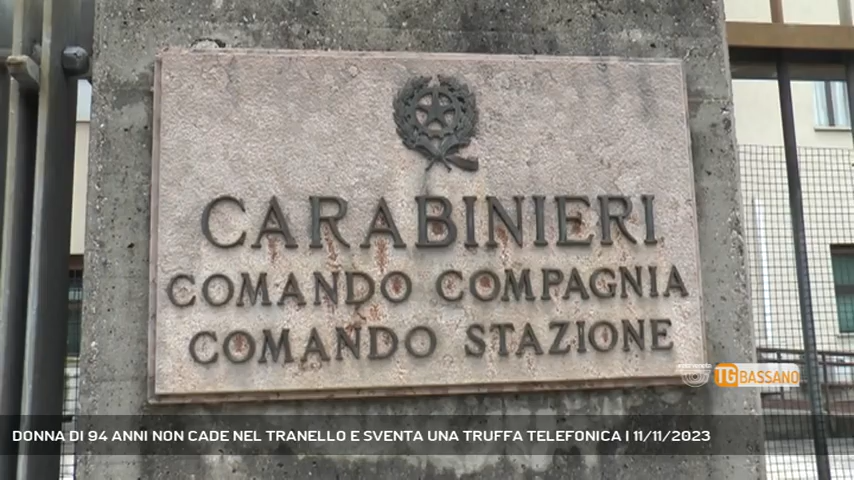 CARABINIERI
COMANDO COMPAGNIA
COMANDO STAZIONE
TG BASSANO
DONNA DI 94 ANNI NON CADE NEL TRANELLO E SVENTA UNA TRUFFA TELEFONICA | 11/11/2023